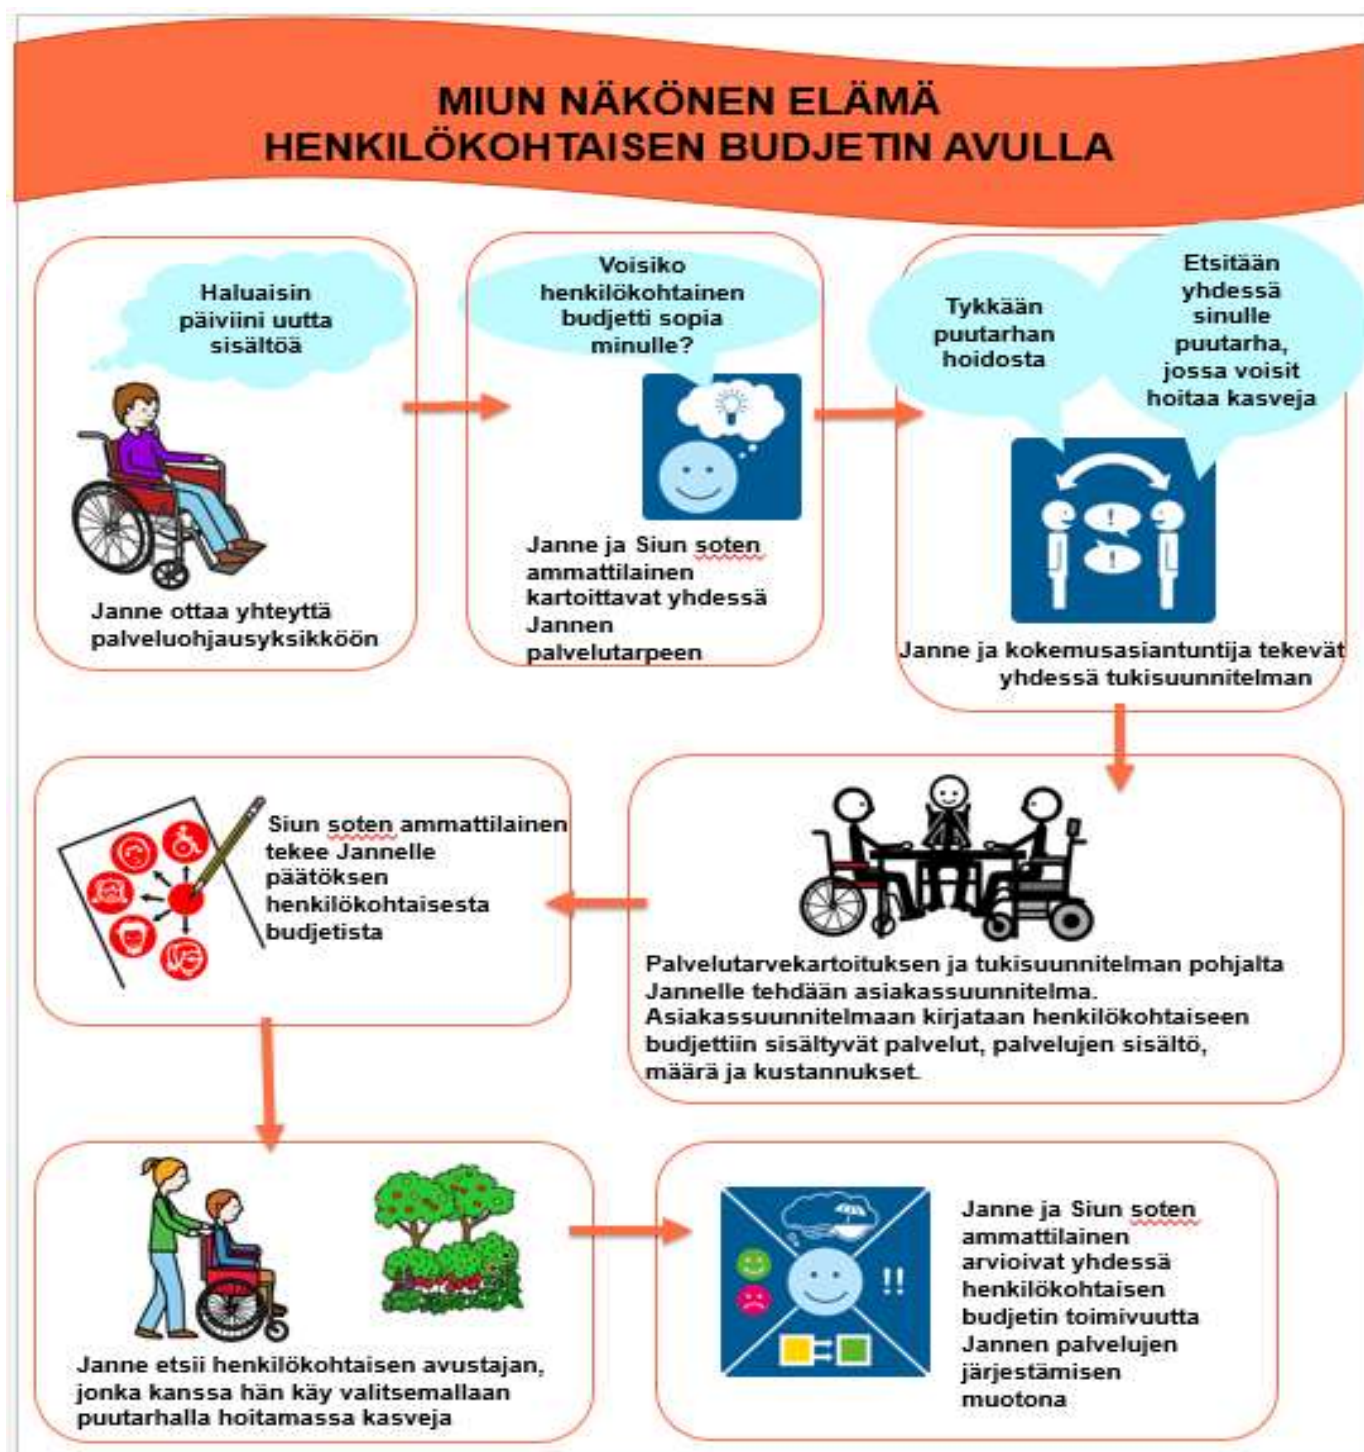 MIUN NÄKÖNEN ELÄMÄ
HENKILÖKOHTAISEN BUDJETIN AVULLA
Haluaisin
päiviini uutta
sisältöä
Janne ottaa yhteyttä
palveluohjausyksikköön
Voisiko
henkilökohtainen
budjetti sopia
minulle?
Janne ja Siun soten
ammattilainen
kartoittavat yhdessä
Jannen
palvelutarpeen
Tykkään
puutarhan
hoidosta
Etsitään
yhdessä
sinulle
puutarha,
jossa voisit
hoitaa kasveja
!
!
Janne ja kokemusasiantuntija tekevät
yhdessä tukisuunnitelman
Palvelutarvekartoituksen ja tukisuunnitelman pohjalta
Jannelle tehdään asiakassuunnitelma.
Asiakassuunnitelmaan kirjataan henkilökohtaiseen
budjettiin sisältyvät palvelut, palvelujen sisältö,
määrä ja kustannukset.
Siun soten ammattilainen
tekee Jannelle
päätöksen
henkilökohtaisesta
budjetista
Janne etsii henkilökohtaisen avustajan,
jonka kanssa hän käy valitsemallaan
puutarhalla hoitamassa kasveja
!!
Janne ja Siun soten
ammattilainen
arvioivat yhdessä
henkilökohtaisen
budjetin toimivuutta
Jannen palvelujen
järjestämisen
muotona